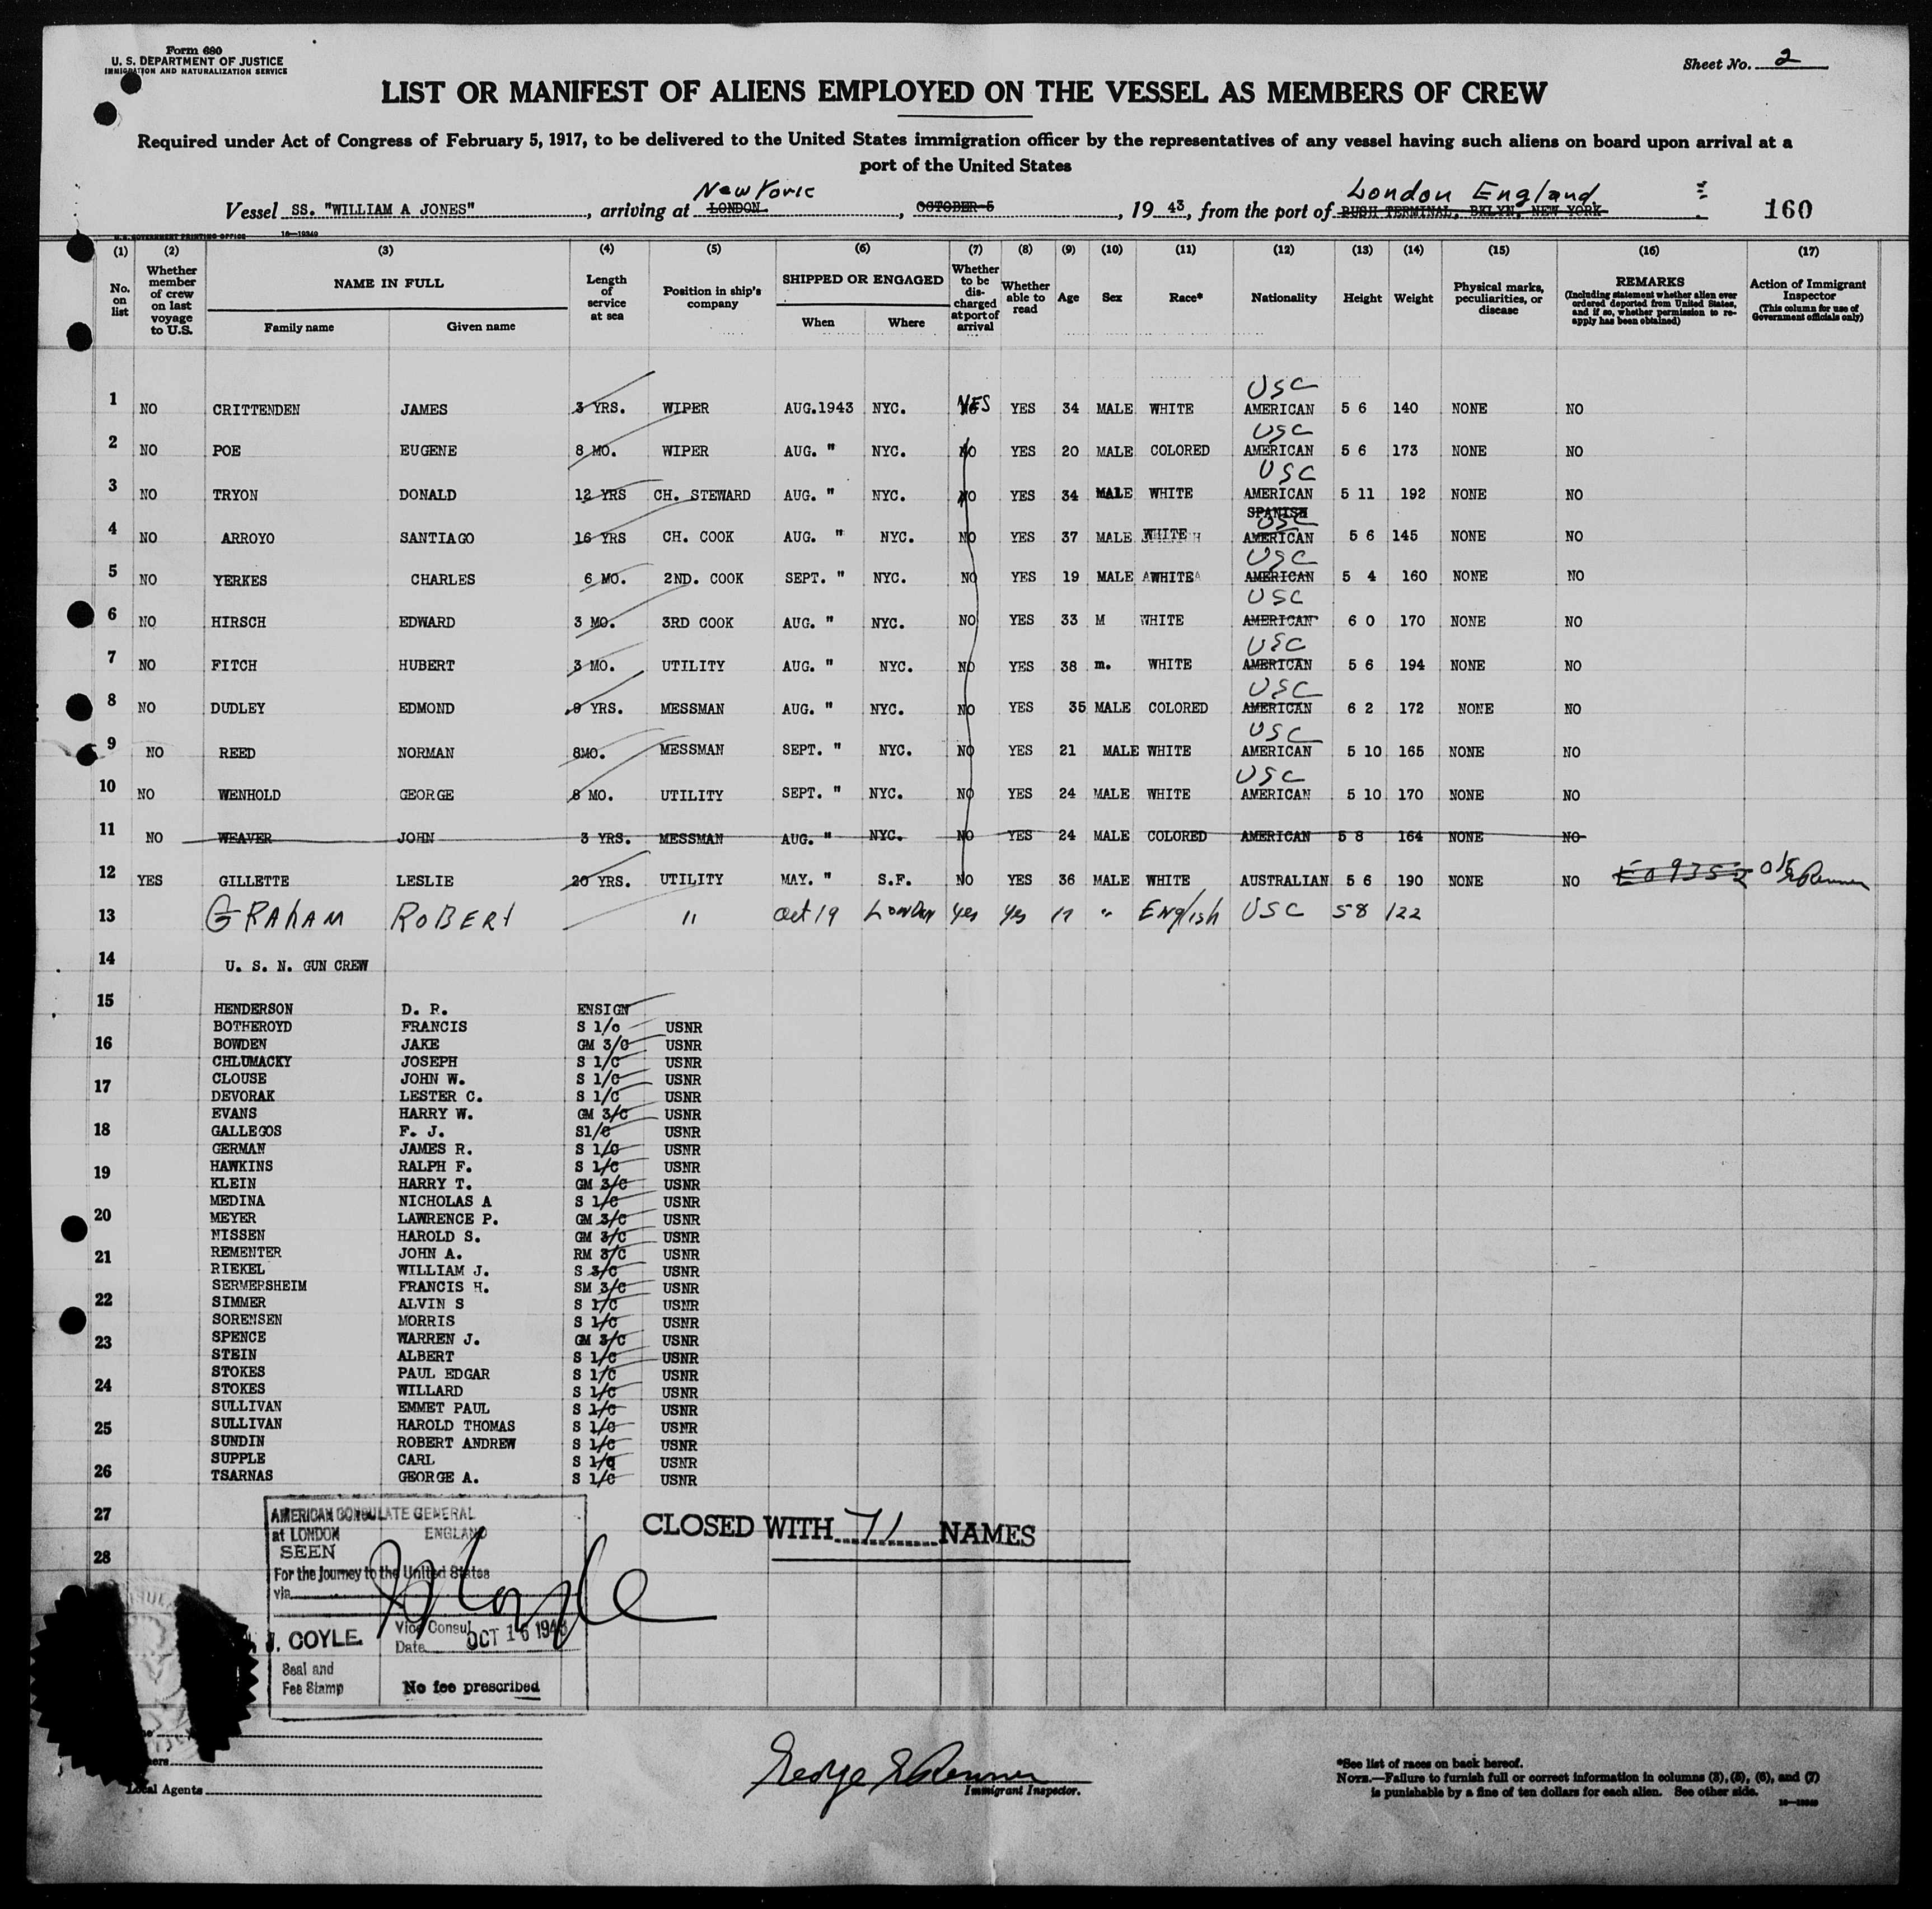 Form 680
U. S. DEPARTMENT OF JUSTICE
IMMIGRATION AND NATURALIZATION SERVICE
Sheet No. 2
LIST OR MANIFEST OF ALIENS EMPLOYED ON THE VESSEL AS MEMBERS OF CREW
Required under Act of Congress of February 5, 1917, to be delivered to the United States immigration officer by the representatives of any vessel having such aliens on board upon arrival at a
port of the United States
New York London England
Vessel SS. "WILLIAM A JONES", arriving at LONDON, OCTOBER 5, 19 43, from the port of BUSH TERMINAL, BKLYN, NEW YORK 160
U. S. GOVERNMENT PRINTING OFFICE 16—19240
(1) (2) (3) (4) (5) (6) (7) (8) (9) (10) (11) (12) (13) (14) (15) (16) (17)
No. on list
Whether member of crew on last voyage to U.S.
NAME IN FULL
Family name Given name
Length of service at sea
Position in ship's company
SHIPPED OR ENGAGED
When Where
Whether to be discharged at port of arrival
Whether able to read
Age
Sex
Race*
Nationality
Height
Weight
Physical marks, peculiarities, or disease
REMARKS
(Including statement whether alien ever ordered deported from United States, and if so, whether permission to reapply has been obtained)
Action of Immigrant Inspector
(This column for use of Government officials only)
USC
1 NO CRITTENDEN JAMES 3 YRS. WIPER AUG.1943 NYC. YES YES 34 MALE WHITE AMERICAN 5 6 140 NONE NO
USC
2 NO POE EUGENE 8 MO. WIPER AUG. " NYC. NO YES 20 MALE COLORED AMERICAN 5 6 173 NONE NO
USC
3 NO TRYON DONALD 12 YRS CH. STEWARD AUG. " NYC. NO YES 34 MALE WHITE AMERICAN 5 11 192 NONE NO
SPANISH
USC
4 NO ARROYO SANTIAGO 16 YRS CH. COOK AUG. " NYC. NO YES 37 MALE WHITE AMERICAN 5 6 145 NONE NO
USC
5 NO YERKES CHARLES 6 MO. 2ND. COOK SEPT. " NYC. NO YES 19 MALE WHITE AMERICAN 5 4 160 NONE NO
USC
6 NO HIRSCH EDWARD 3 MO. 3RD COOK AUG. " NYC. NO YES 33 M WHITE AMERICAN 6 0 170 NONE NO
USC
7 NO FITCH HUBERT 3 MO. UTILITY AUG. " NYC. NO YES 38 m. WHITE AMERICAN 5 6 194 NONE NO
USC
8 NO DUDLEY EDMOND 9 YRS. MESSMAN AUG. " NYC. NO YES 35 MALE COLORED AMERICAN 6 2 172 NONE NO
USC
9 NO REED NORMAN 8MO. MESSMAN SEPT. " NYC. NO YES 21 MALE WHITE AMERICAN 5 10 165 NONE NO
USC
10 NO WENHOLD GEORGE 8 MO. UTILITY SEPT. " NYC. NO YES 24 MALE WHITE AMERICAN 5 10 170 NONE NO
11 NO WEAVER JOHN 3 YRS. MESSMAN AUG. " NYC. NO YES 24 MALE COLORED AMERICAN 5 8 164 NONE NO
12 YES GILLETTE LESLIE 20 YRS. UTILITY MAY. " S.F. NO YES 36 MALE WHITE AUSTRALIAN 5 6 190 NONE NO
13 GRAHAM ROBERT " Oct 19 London Yes Yes 17 " English USC 5 8 122
14 U. S. N. GUN CREW
15 HENDERSON D. R. ENSIGN
BOTHEROYD FRANCIS S 1/c USNR
16 BOWDEN JAKE GM 3/C USNR
CHLUMACKY JOSEPH S 1/C USNR
CLOUSE JOHN W. S 1/C USNR
17 DEVORAK LESTER C. S 1/C USNR
EVANS HARRY W. GM 3/C USNR
18 GALLEGOS F. J. S1/C USNR
GERMAN JAMES R. S 1/C USNR
19 HAWKINS RALPH F. S 1/C USNR
KLEIN HARRY T. GM 3/C USNR
MEDINA NICHOLAS A S 1/C USNR
20 MEYER LAWRENCE P. GM 3/C USNR
NISSEN HAROLD S. GM 3/C USNR
21 REMENTER JOHN A. RM 3/C USNR
RIEKEL WILLIAM J. S 3/C USNR
SERMERSHEIM FRANCIS H. SM 3/C USNR
22 SIMMER ALVIN S S 1/C USNR
SORENSEN MORRIS S 1/C USNR
23 SPENCE WARREN J. GM 3/C USNR
STEIN ALBERT S 1/C USNR
STOKES PAUL EDGAR S 1/C USNR
24 STOKES WILLARD S 1/C USNR
SULLIVAN EMMET PAUL S 1/C USNR
25 SULLIVAN HAROLD THOMAS S 1/C USNR
SUNDIN ROBERT ANDREW S 1/C USNR
SUPPLE CARL S 1/C USNR
26 TSARNAS GEORGE A. S 1/C USNR
27
28
AMERICAN CONSULATE GENERAL
at LONDON ENGLAND
SEEN
For the journey to the United States
via
CLOSED WITH 71 NAMES
J. COYLE.
Vice Consul
Date OCT 16 1943
Seal and
Fee Stamp
No fee prescribed
Local Agents
George E Renner
Immigrant Inspector.
*See list of races on back hereof.
NOTE.—Failure to furnish full or correct information in columns (3), (5), (6), and (7)
is punishable by a fine of ten dollars for each alien. See other side.
16—19240